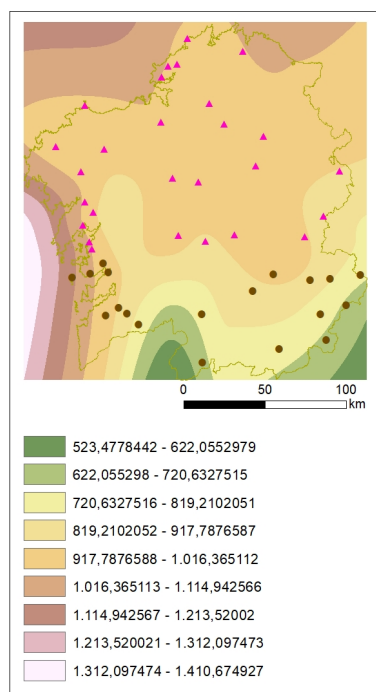 0 50 100
km
523,4778442 - 622,0552979
622,055298 - 720,6327515
720,6327516 - 819,2102051
819,2102052 - 917,7876587
917,7876588 - 1.016,365112
1.016,365113 - 1.114,942566
1.114,942567 - 1.213,52002
1.213,520021 - 1.312,097473
1.312,097474 - 1.410,674927